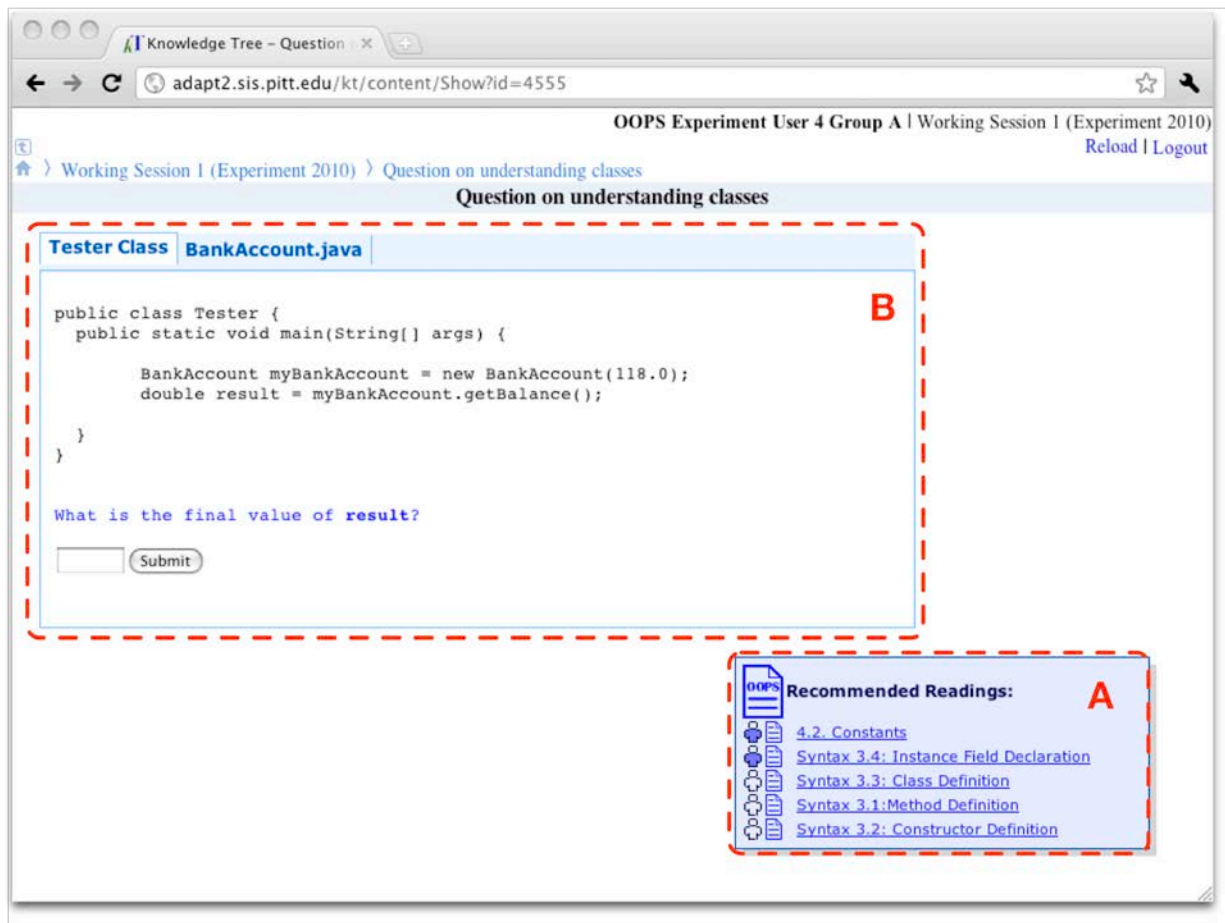 Knowledge Tree – Question
adapt2.sis.pitt.edu/kt/content/Show?id=4555
OOPS Experiment User 4 Group A | Working Session 1 (Experiment 2010)
Reload | Logout
Working Session 1 (Experiment 2010) 〉 Question on understanding classes
Question on understanding classes
Tester Class BankAccount.java
B
public class Tester {
public static void main(String[] args) {
BankAccount myBankAccount = new BankAccount(118.0);
double result = myBankAccount.getBalance();
}
}
What is the final value of result?
Submit
OOPS Recommended Readings:
A
4.2. Constants
Syntax 3.4: Instance Field Declaration
Syntax 3.3: Class Definition
Syntax 3.1:Method Definition
Syntax 3.2: Constructor Definition